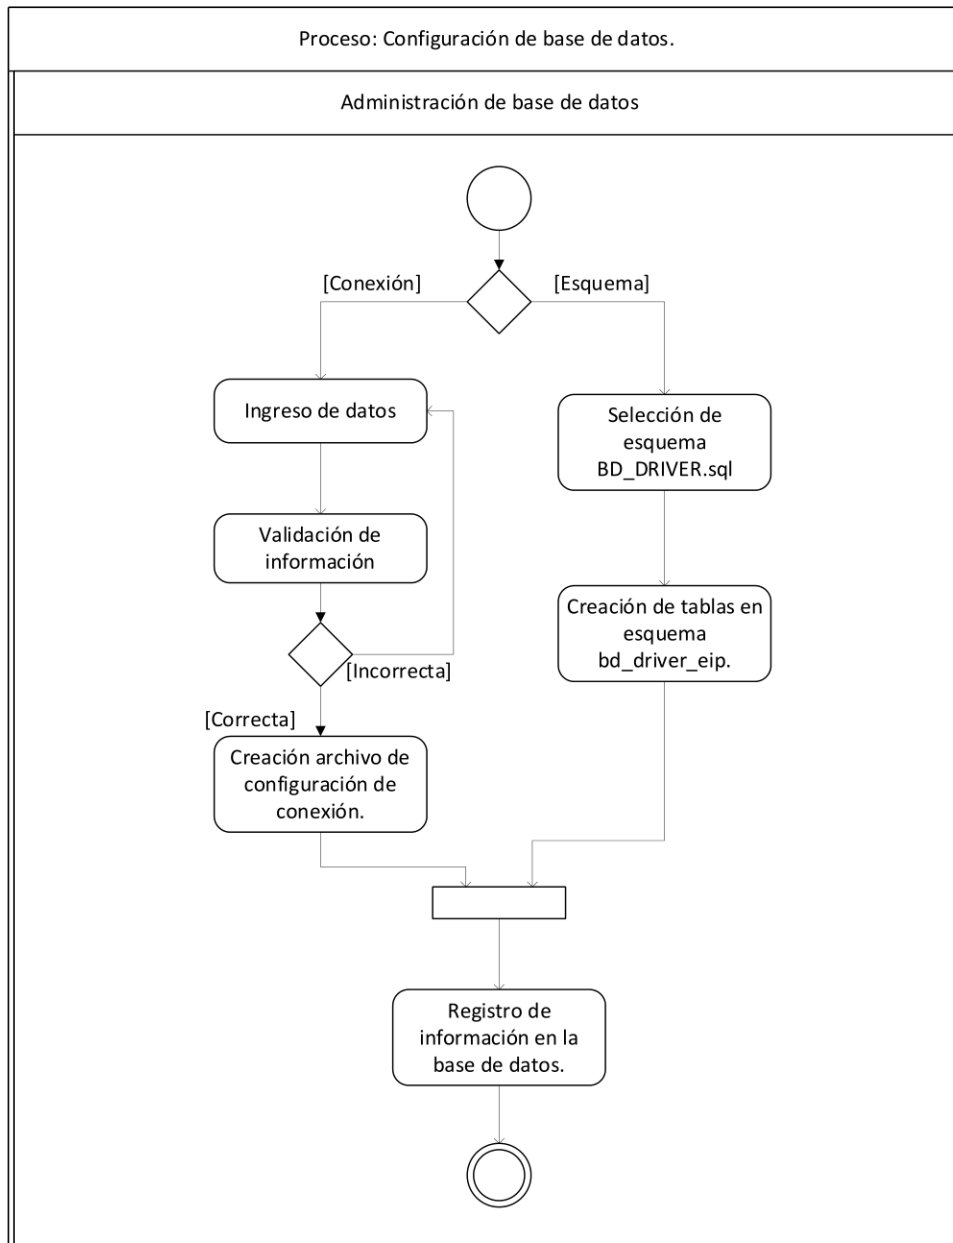 Proceso: Configuración de base de datos.
Administración de base de datos
[Conexión]
[Esquema]
Ingreso de datos
Selección de
esquema
BD_DRIVER.sql
Validación de
información
Creación de tablas en
esquema
bd_driver_eip.
[Incorrecta]
[Correcta]
Creación archivo de
configuración de
conexión.
Registro de
información en la
base de datos.